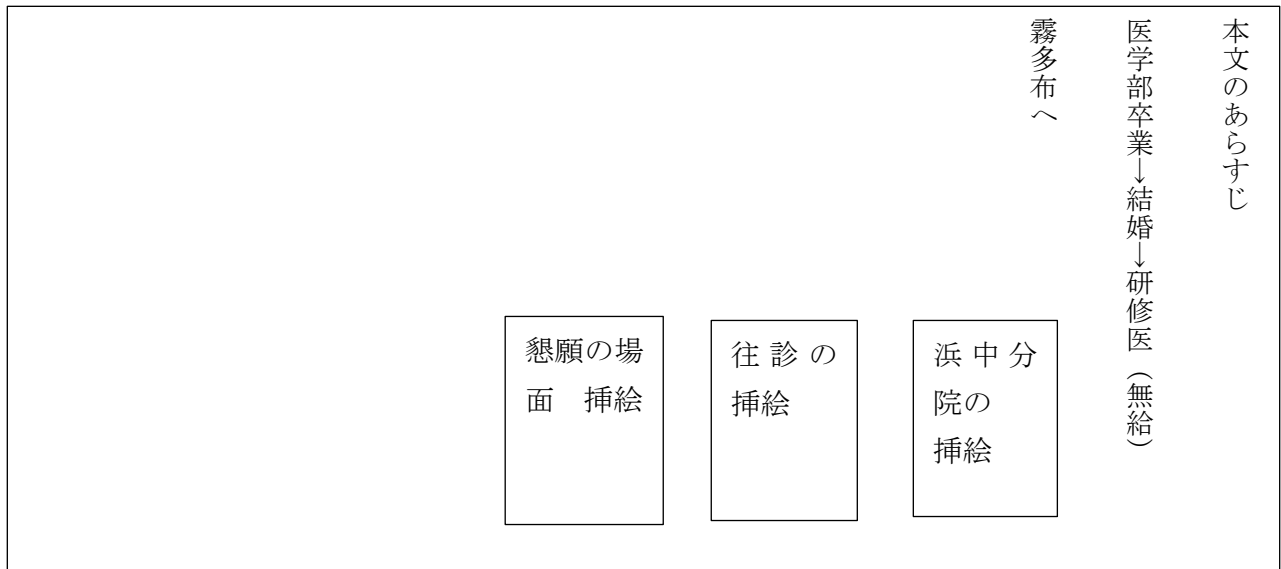 本文のあらすじ
医学部卒業→結婚→研修医（無給）
霧多布へ
浜中分
院の
挿絵
往診の
挿絵
懇願の場
面　挿絵